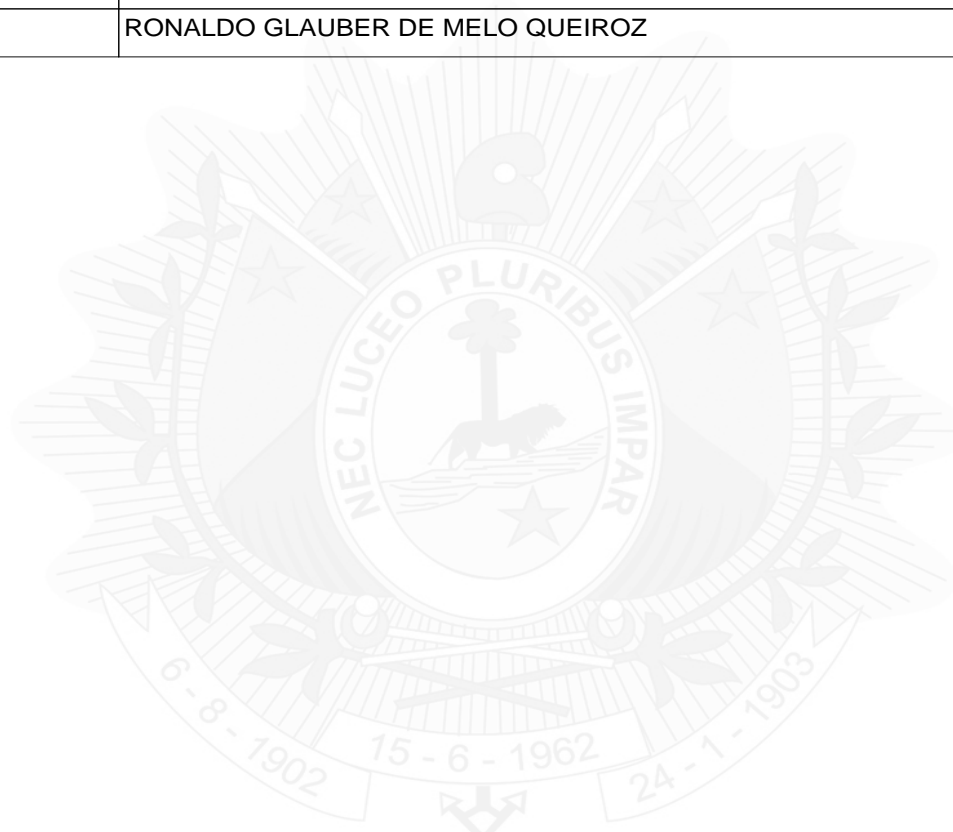 RONALDO GLAUBER DE MELO QUEIROZ
NEC LUCEO PLURIBUS IMPAR
6 - 8 - 1902
15 - 6 - 1962
24 - 1 - 1903